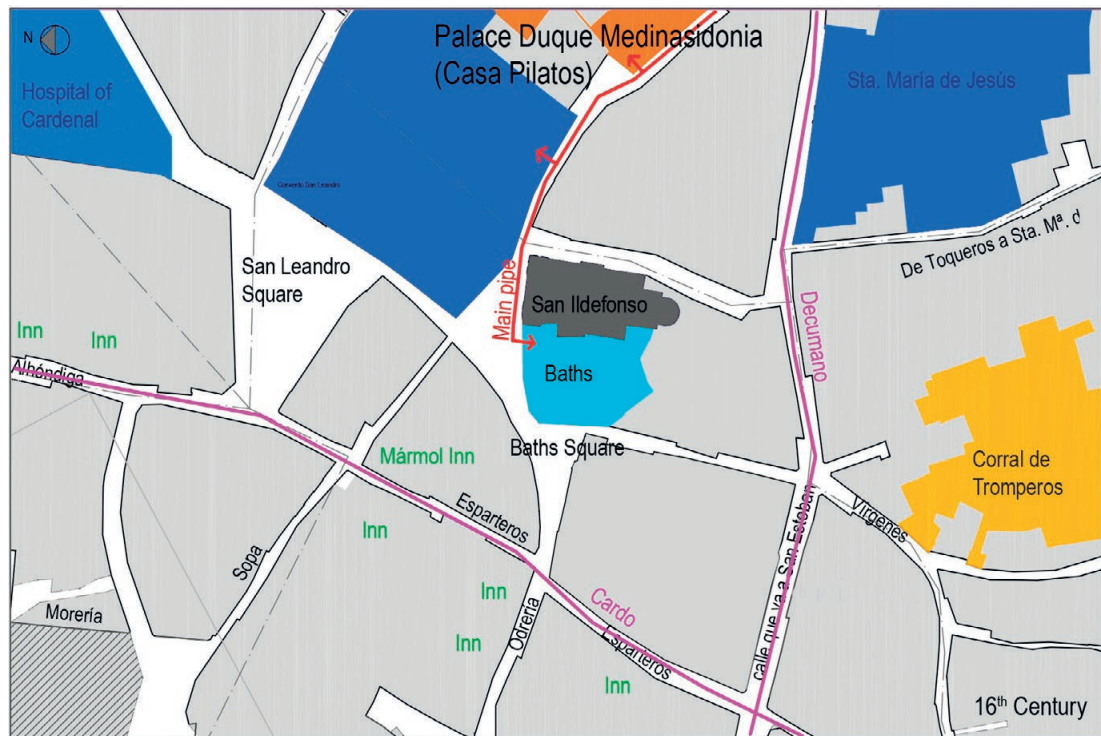 N
Palace Duque Medinasidonia
(Casa Pilatos)
Hospital of
Cardenal
Sta. María de Jesús
Convento San Leandro
De Toqueros a Sta. Mª. d
San Leandro
Square
Main pipe
San Ildefonso
Decumano
Inn
Inn
Alhóndiga
Baths
Mármol Inn
Baths Square
Corral de
Tromperos
Esparteros
Vírgenes
Inn
Sopa
calle que va a San Esteban
Inn
Cardo
Morería
Odrería
Inn
Esparteros
Inn
16th Century